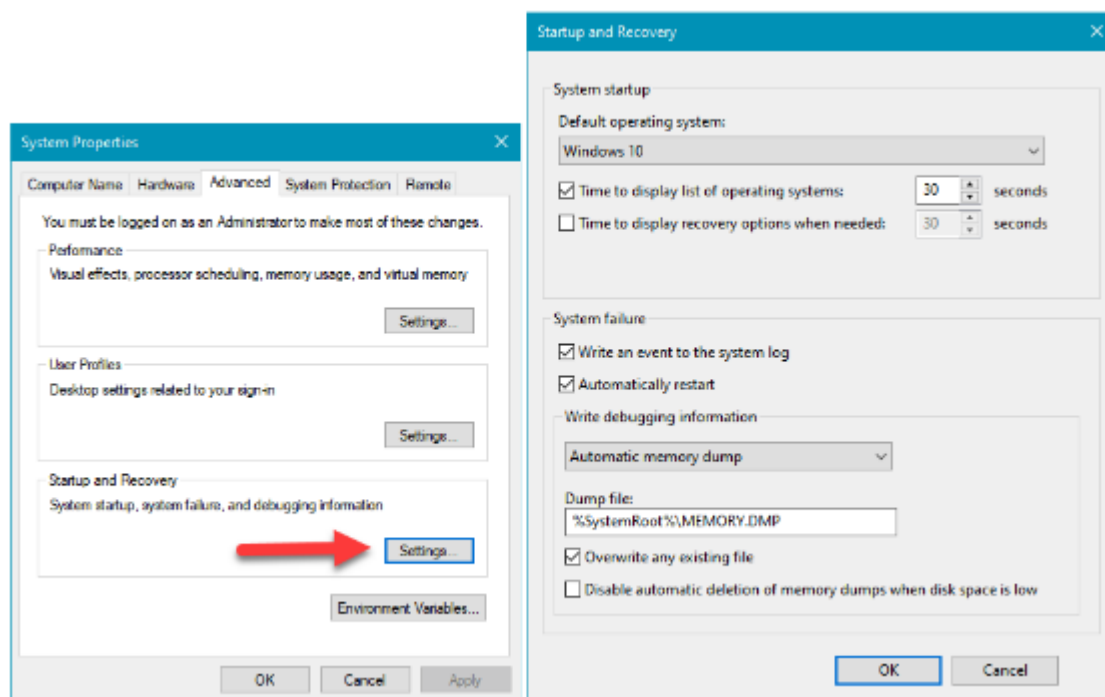 System Properties
Computer Name Hardware Advanced System Protection Remote
You must be logged on as an Administrator to make most of these changes.
Performance
Visual effects, processor scheduling, memory usage, and virtual memory
Settings...
User Profiles
Desktop settings related to your sign-in
Settings...
Startup and Recovery
System startup, system failure, and debugging information
Settings...
Environment Variables...
OK Cancel Apply
Startup and Recovery
System startup
Default operating system:
Windows 10
Time to display list of operating systems: 30 seconds
Time to display recovery options when needed: 30 seconds
System failure
Write an event to the system log
Automatically restart
Write debugging information
Automatic memory dump
Dump file:
%SystemRoot%\MEMORY.DMP
Overwrite any existing file
Disable automatic deletion of memory dumps when disk space is low
OK Cancel